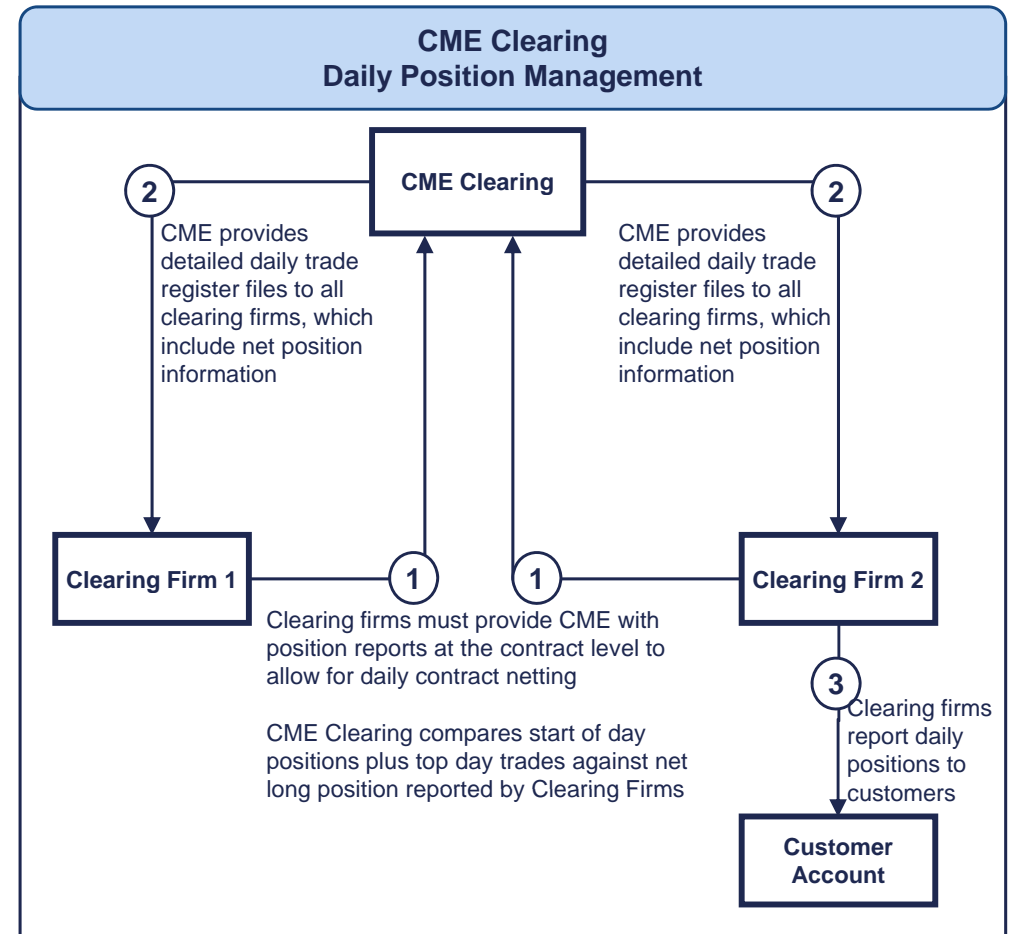 CME Clearing
Daily Position Management
CME Clearing
2
2
CME provides
detailed daily trade
register files to all
clearing firms, which
include net position
information
CME provides
detailed daily trade
register files to all
clearing firms, which
include net position
information
Clearing Firm 1
1
1
Clearing Firm 2
Clearing firms must provide CME with
position reports at the contract level to
allow for daily contract netting
CME Clearing compares start of day
positions plus top day trades against net
long position reported by Clearing Firms
3
Clearing firms
report daily
positions to
customers
Customer
Account